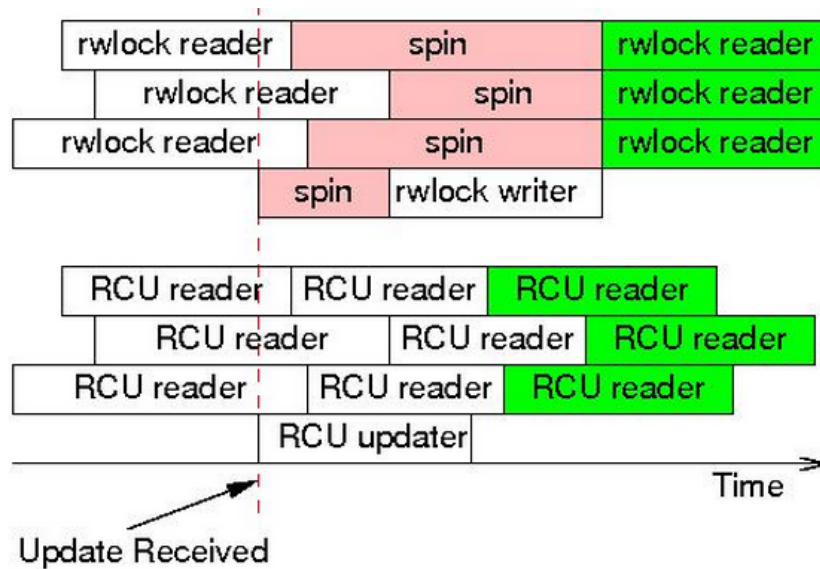 rwlock reader spin rwlock reader
rwlock reader spin rwlock reader
rwlock reader spin rwlock reader
spin rwlock writer
RCU reader RCU reader RCU reader
RCU reader RCU reader RCU reader
RCU reader RCU reader RCU reader
RCU updater
Time
Update Received